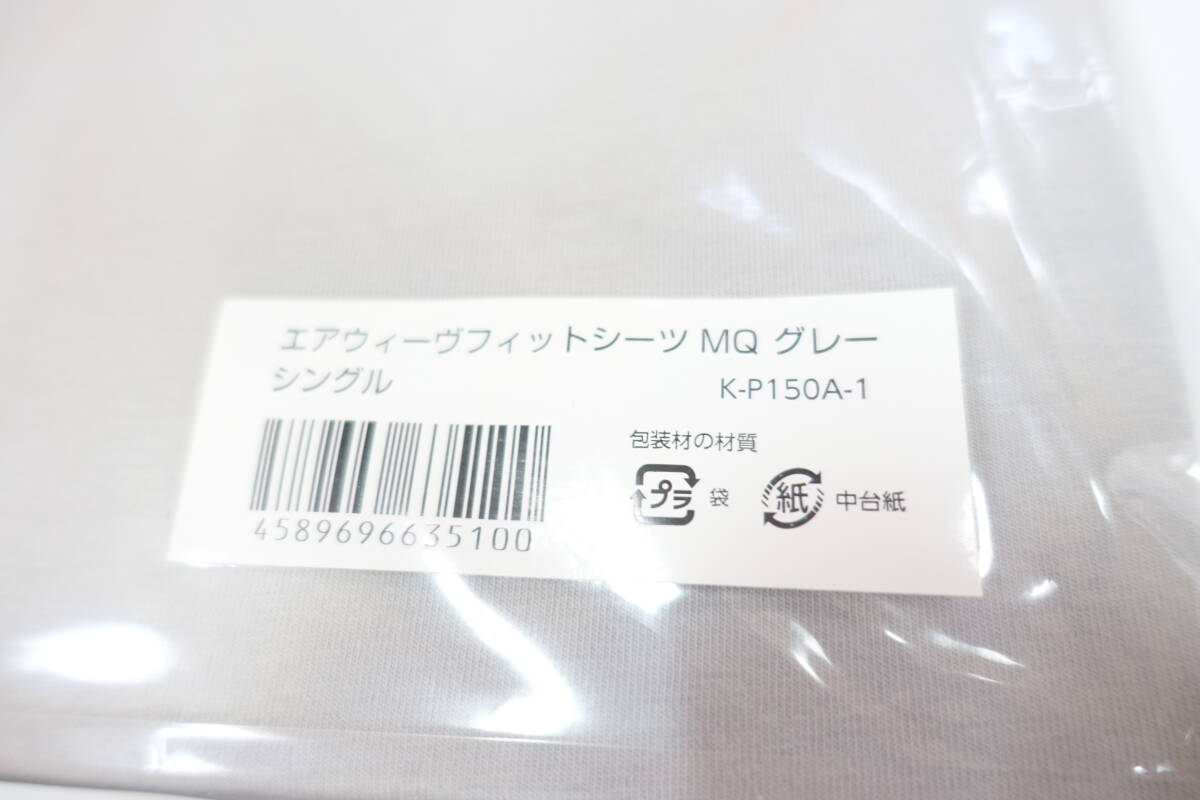 エアウィーヴフィットシーツ MQ グレー
シングル K-P150A-1
包装材の材質
プラ 袋 紙 中台紙
4589696635100